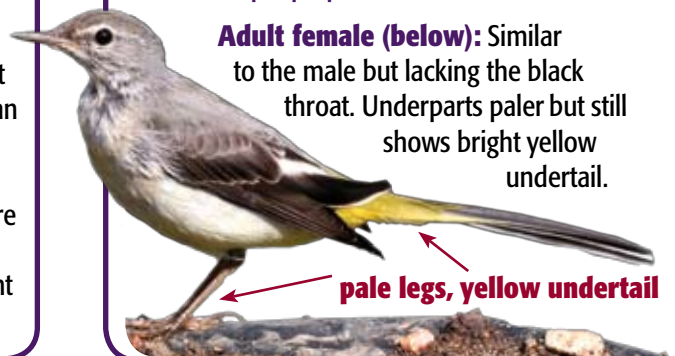 Adult female (below): Similar
to the male but lacking the black
throat. Underparts paler but still
shows bright yellow
undertail.
pale legs, yellow undertail